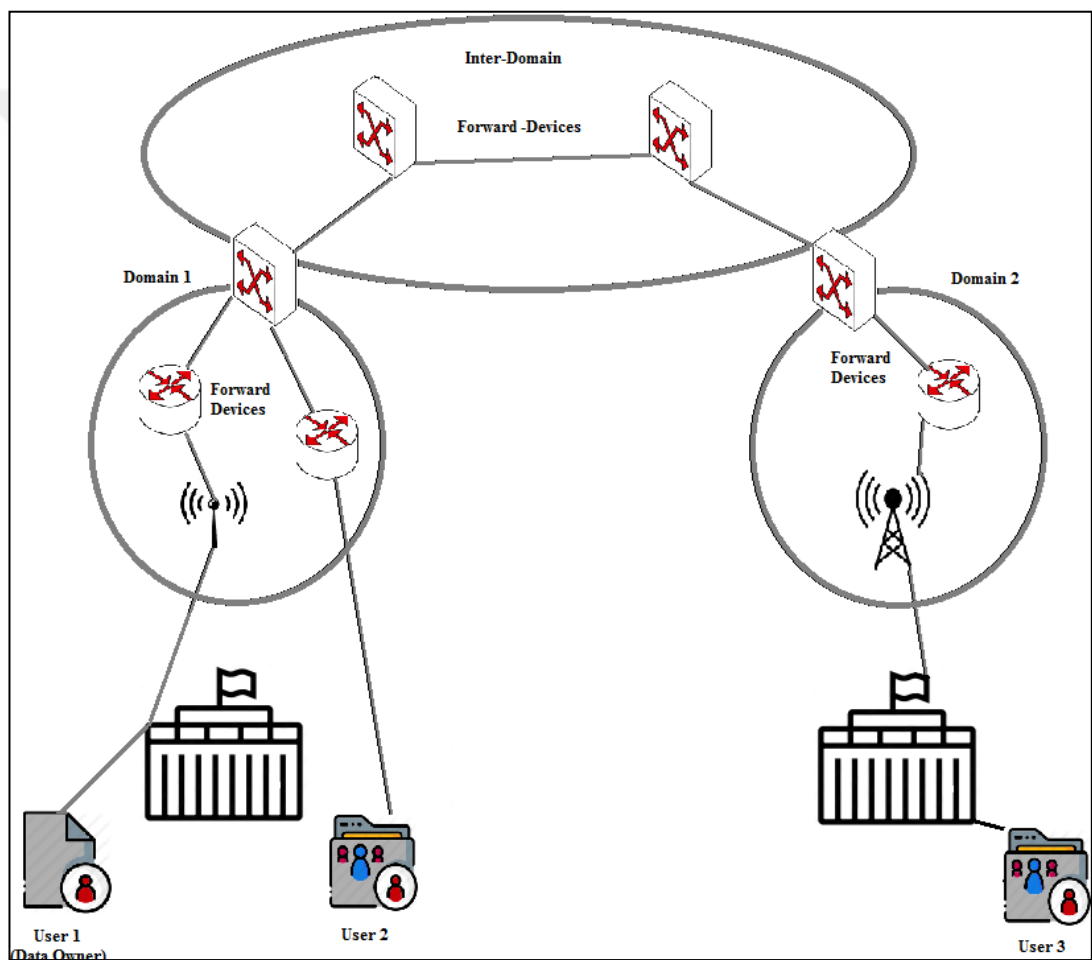 Inter-Domain
Forward -Devices
Domain 1
Domain 2
Forward
Devices
Forward
Devices
User 1
(Data Owner)
User 2
User 3